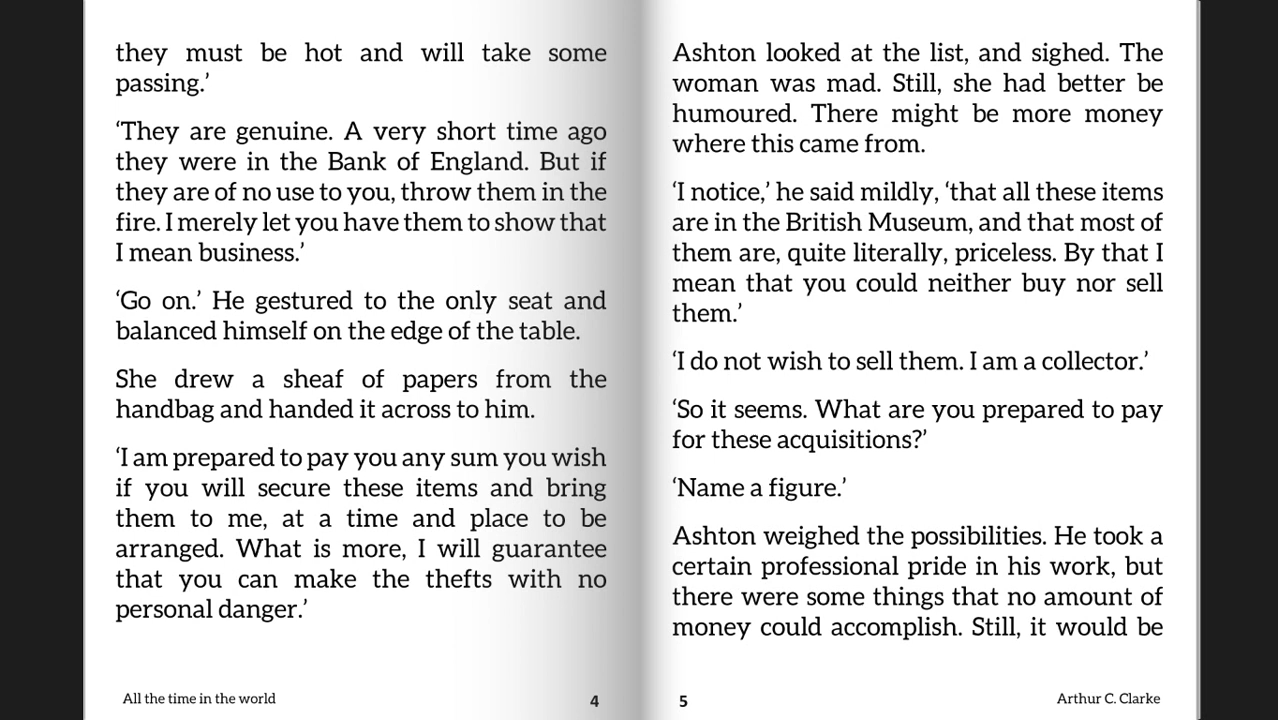 they must be hot and will take some
passing.’
‘They are genuine. A very short time ago
they were in the Bank of England. But if
they are of no use to you, throw them in the
fire. I merely let you have them to show that
I mean business.’
‘Go on.’ He gestured to the only seat and
balanced himself on the edge of the table.
She drew a sheaf of papers from the
handbag and handed it across to him.
‘I am prepared to pay you any sum you wish
if you will secure these items and bring
them to me, at a time and place to be
arranged. What is more, I will guarantee
that you can make the thefts with no
personal danger.’
All the time in the world
4
Ashton looked at the list, and sighed. The
woman was mad. Still, she had better be
humoured. There might be more money
where this came from.
‘I notice,’ he said mildly, ‘that all these items
are in the British Museum, and that most of
them are, quite literally, priceless. By that I
mean that you could neither buy nor sell
them.’
‘I do not wish to sell them. I am a collector.’
‘So it seems. What are you prepared to pay
for these acquisitions?’
‘Name a figure.’
Ashton weighed the possibilities. He took a
certain professional pride in his work, but
there were some things that no amount of
money could accomplish. Still, it would be
5
Arthur C. Clarke